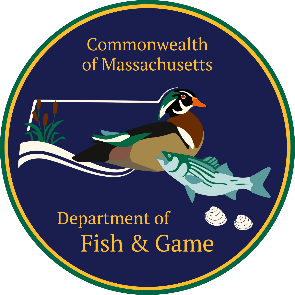 Commonwealth
of Massachusetts
Department of
Fish & Game